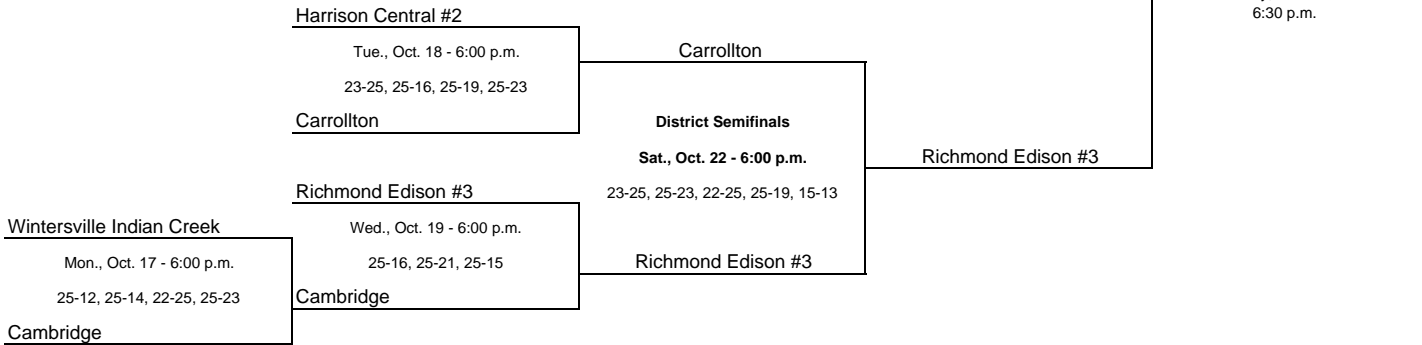 6:30 p.m.
Harrison Central #2
Tue., Oct. 18 - 6:00 p.m.
Carrollton
23-25, 25-16, 25-19, 25-23
Carrollton
District Semifinals
Sat., Oct. 22 - 6:00 p.m.
Richmond Edison #3
Richmond Edison #3
23-25, 25-23, 22-25, 25-19, 15-13
Wintersville Indian Creek
Wed., Oct. 19 - 6:00 p.m.
Mon., Oct. 17 - 6:00 p.m.
25-16, 25-21, 25-15
Richmond Edison #3
25-12, 25-14, 22-25, 25-23
Cambridge
Cambridge